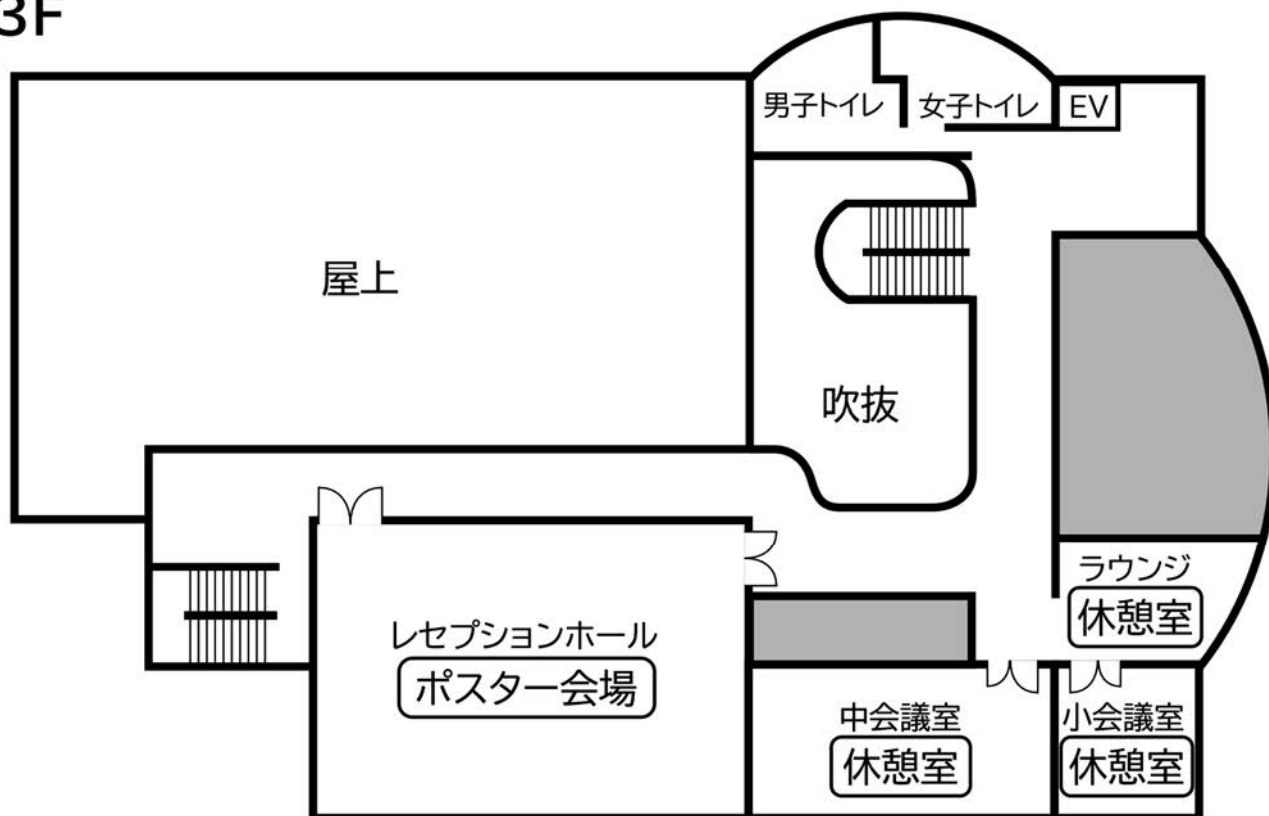 3F
男子トイレ
女子トイレ
EV
屋上
吹抜
ラウンジ
休憩室
レセプションホール
ポスター会場
中会議室
休憩室
小会議室
休憩室